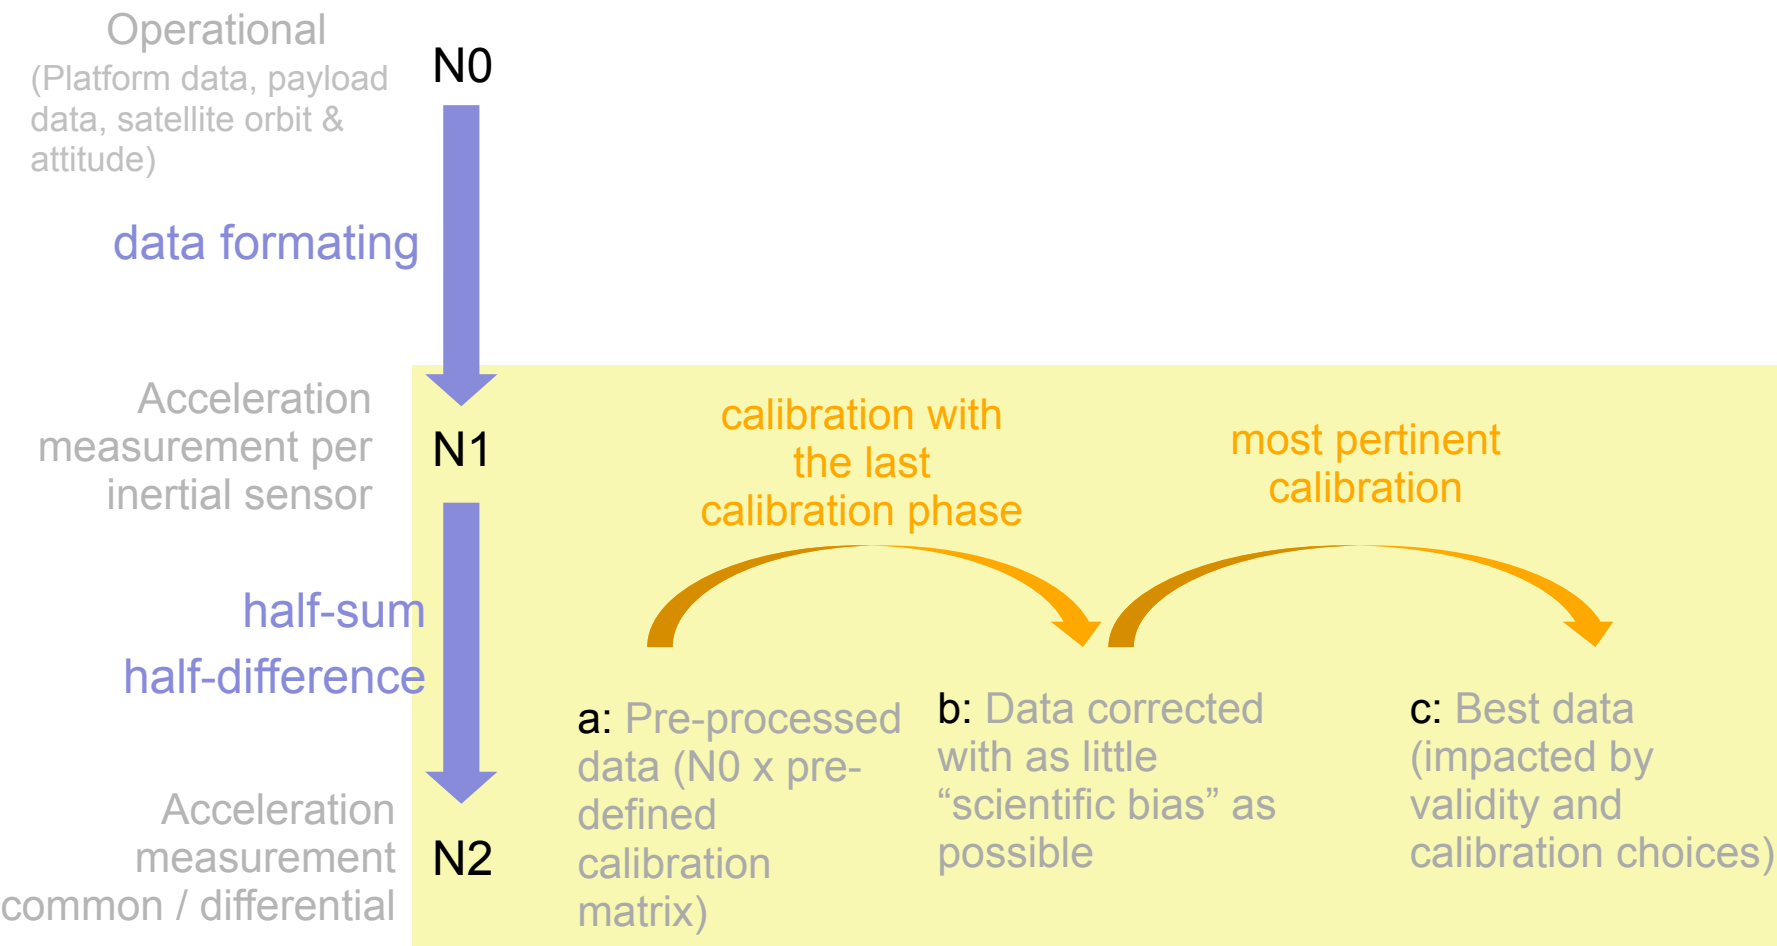 Operational
(Platform data, payload
data, satellite orbit &
attitude)
N0
data formating
Acceleration
measurement per
inertial sensor
N1
calibration with
the last
calibration phase
most pertinent
calibration
half-sum
half-difference
a: Pre-processed
data (N0 x pre-
defined
calibration
matrix)
b: Data corrected
with as little
“scientific bias” as
possible
c: Best data
(impacted by
validity and
calibration choices)
Acceleration
measurement
common / differential
N2